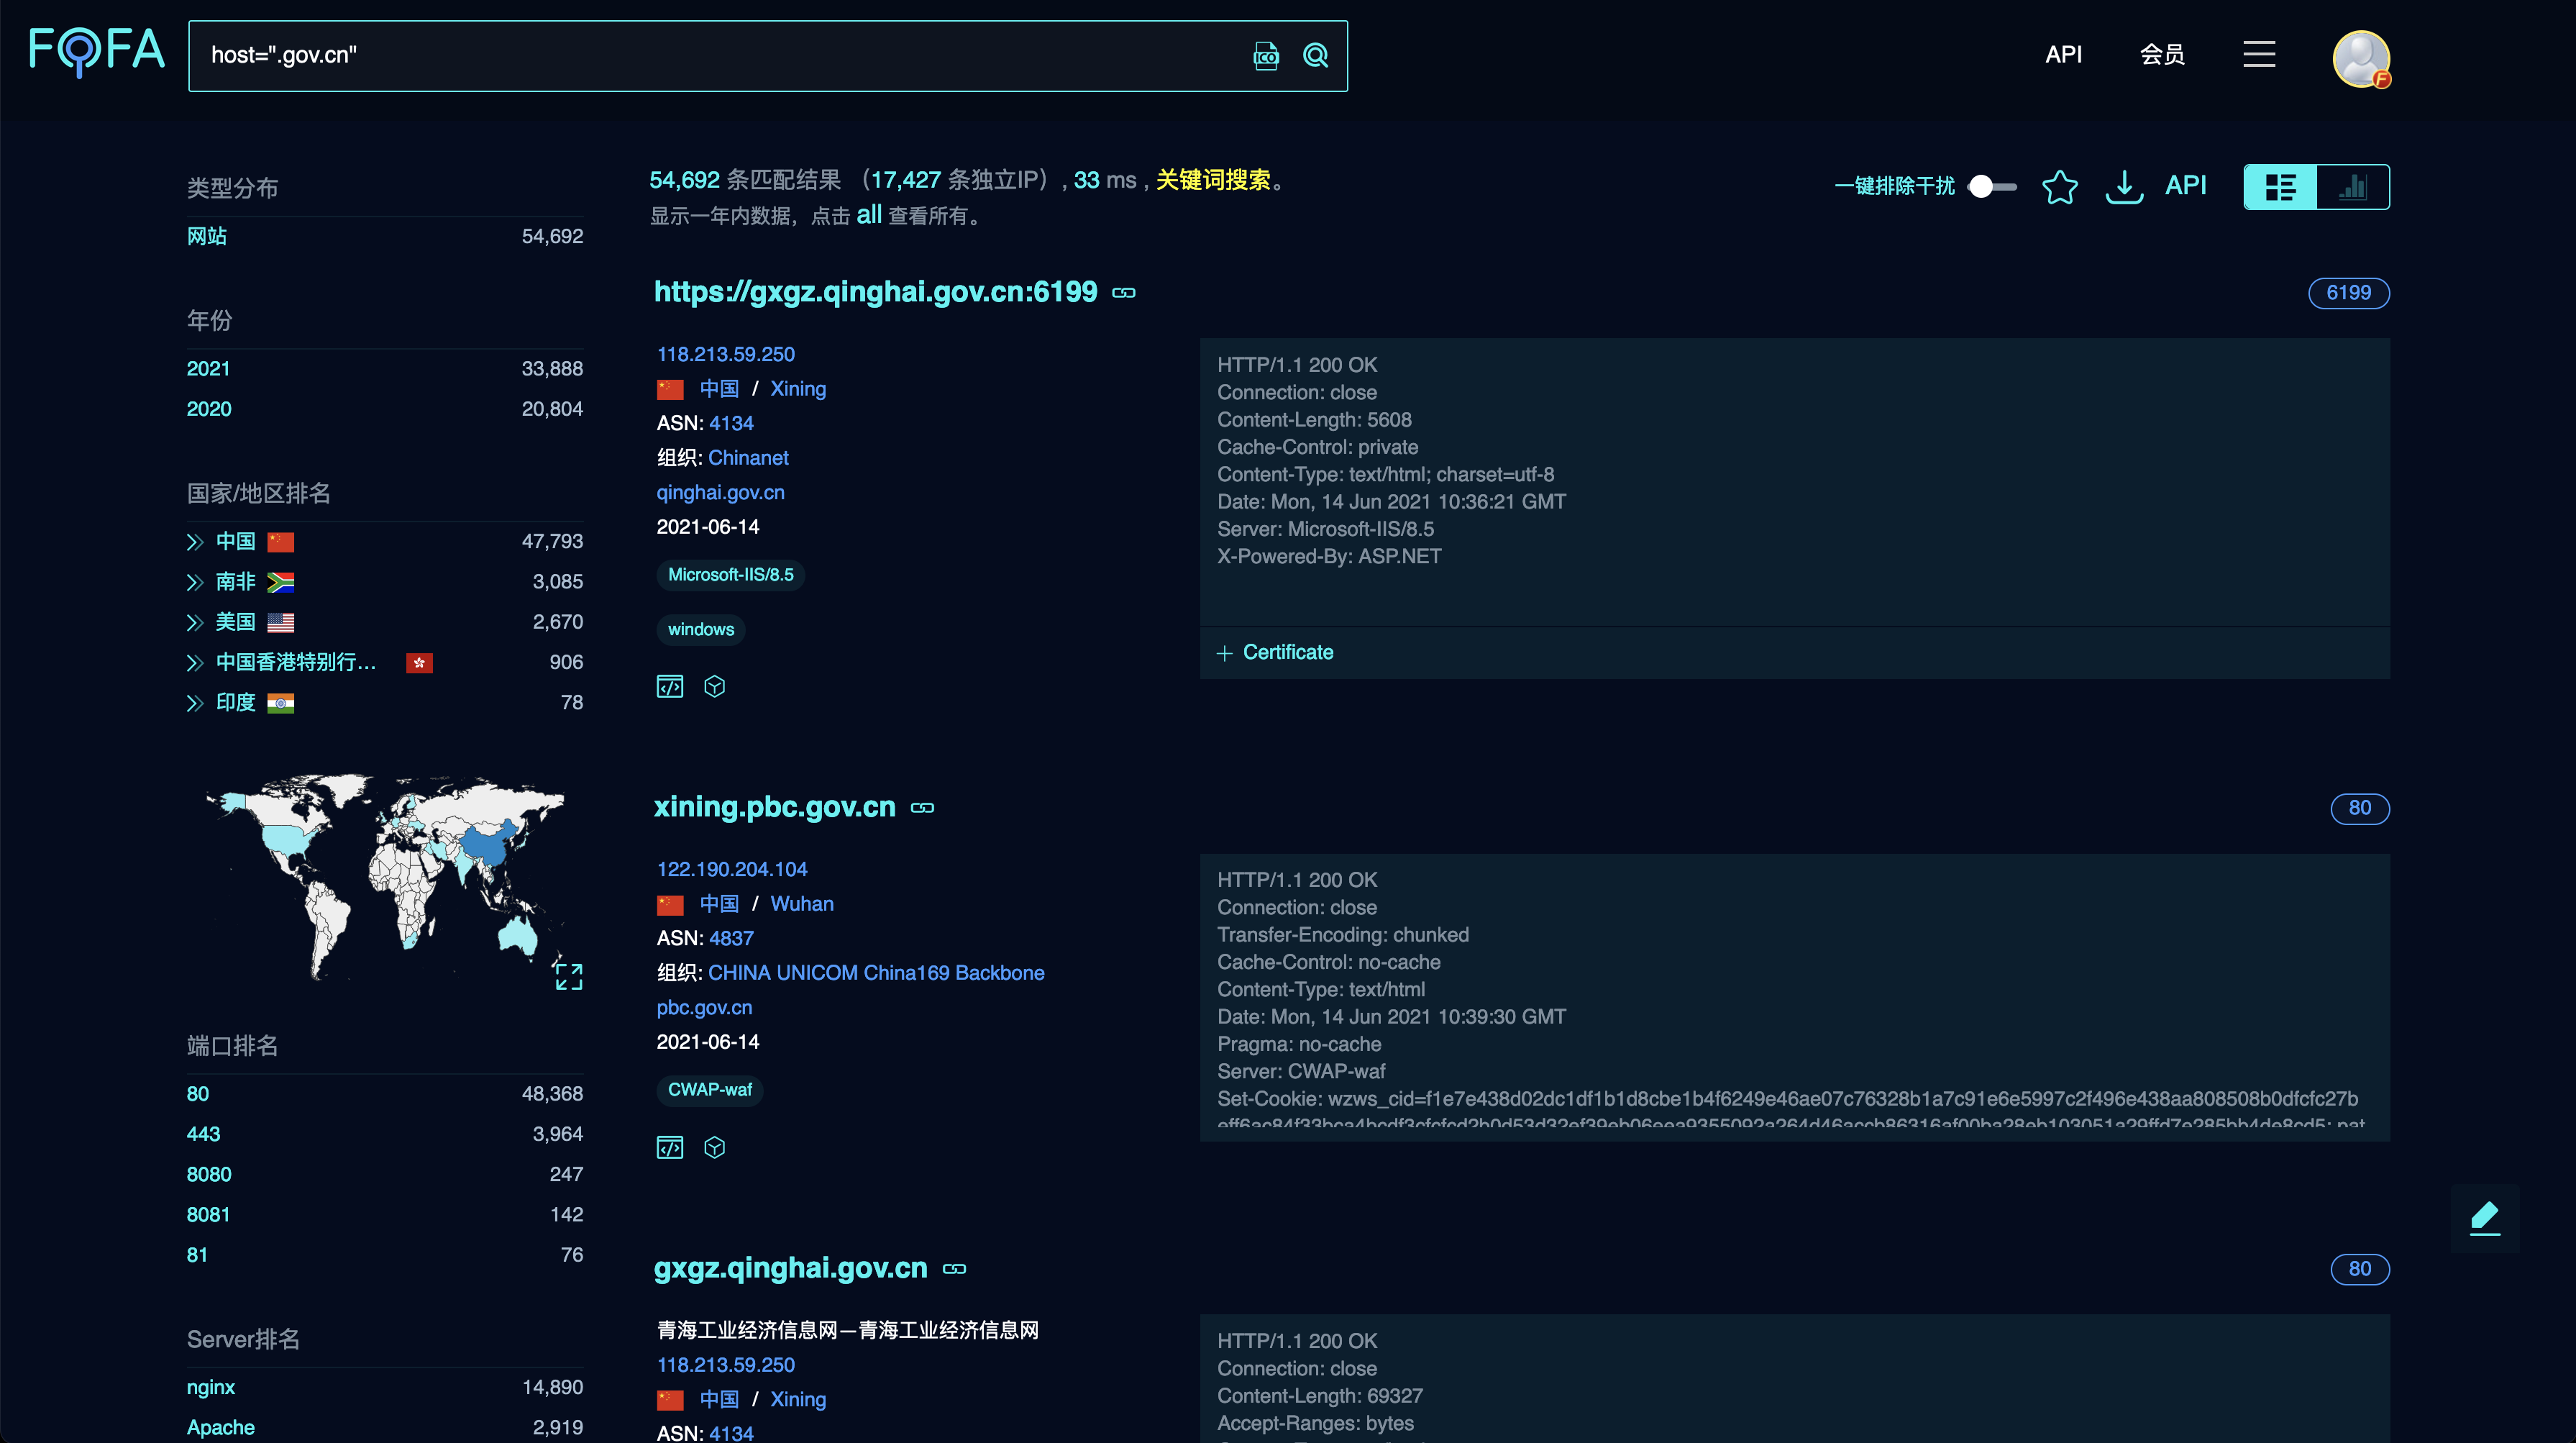 FOFA
host=".gov.cn"
ICO
API
会员
F
类型分布
网站 54,692
年份
2021 33,888
2020 20,804
国家/地区排名
中国 47,793
南非 3,085
美国 2,670
中国香港特别行... 906
印度 78
端口排名
80 48,368
443 3,964
8080 247
8081 142
81 76
Server排名
nginx 14,890
Apache 2,919
54,692 条匹配结果 （17,427 条独立IP）, 33 ms , 关键词搜索。
显示一年内数据，点击 all 查看所有。
一键排除干扰
API
https://gxgz.qinghai.gov.cn:6199
6199
118.213.59.250
中国 / Xining
ASN: 4134
组织: Chinanet
qinghai.gov.cn
2021-06-14
Microsoft-IIS/8.5
windows
HTTP/1.1 200 OK
Connection: close
Content-Length: 5608
Cache-Control: private
Content-Type: text/html; charset=utf-8
Date: Mon, 14 Jun 2021 10:36:21 GMT
Server: Microsoft-IIS/8.5
X-Powered-By: ASP.NET
+ Certificate
xining.pbc.gov.cn
80
122.190.204.104
中国 / Wuhan
ASN: 4837
组织: CHINA UNICOM China169 Backbone
pbc.gov.cn
2021-06-14
CWAP-waf
HTTP/1.1 200 OK
Connection: close
Transfer-Encoding: chunked
Cache-Control: no-cache
Content-Type: text/html
Date: Mon, 14 Jun 2021 10:39:30 GMT
Pragma: no-cache
Server: CWAP-waf
Set-Cookie: wzws_cid=f1e7e438d02dc1df1b1d8cbe1b4f6249e46ae07c76328b1a7c91e6e5997c2f496e438aa808508b0dfcfc27b
gxgz.qinghai.gov.cn
80
青海工业经济信息网—青海工业经济信息网
118.213.59.250
中国 / Xining
ASN: 4134
HTTP/1.1 200 OK
Connection: close
Content-Length: 69327
Accept-Ranges: bytes